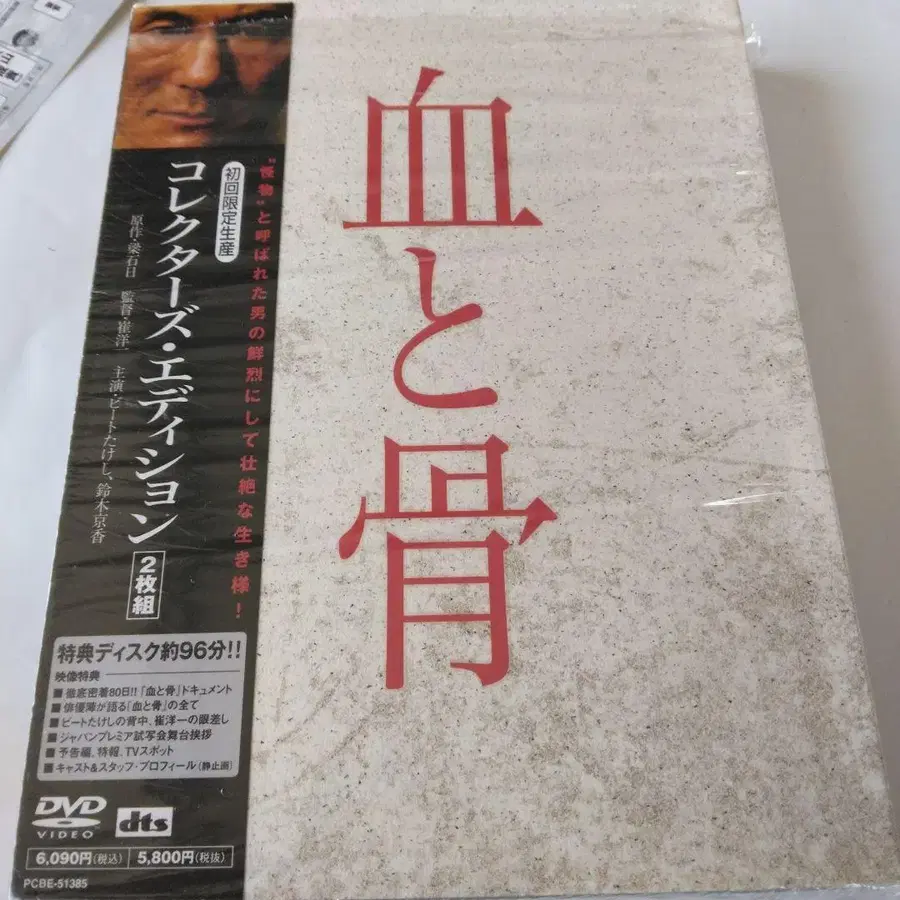 血と骨
"怪物"と呼ばれた男の鮮烈にして壮絶な生き様!
初回限定生産
コレクターズ・エディション
2枚組
原作・梁石日 監督・崔洋一 主演・ビートたけし、鈴木京香
特典ディスク約96分!!
映像特典
■徹底密着80日!!「血と骨」ドキュメント
■俳優陣が語る「血と骨」の全て
■ビートたけしの背中、崔洋一の眼差し
■ジャパンプレミア試写会舞台挨拶
■予告編、特報、TVスポット
■キャスト&スタッフ・プロフィール(静止画)
DVD
VIDEO
dts
6,090円(税込) 5,800円(税抜)
PCBE-51385